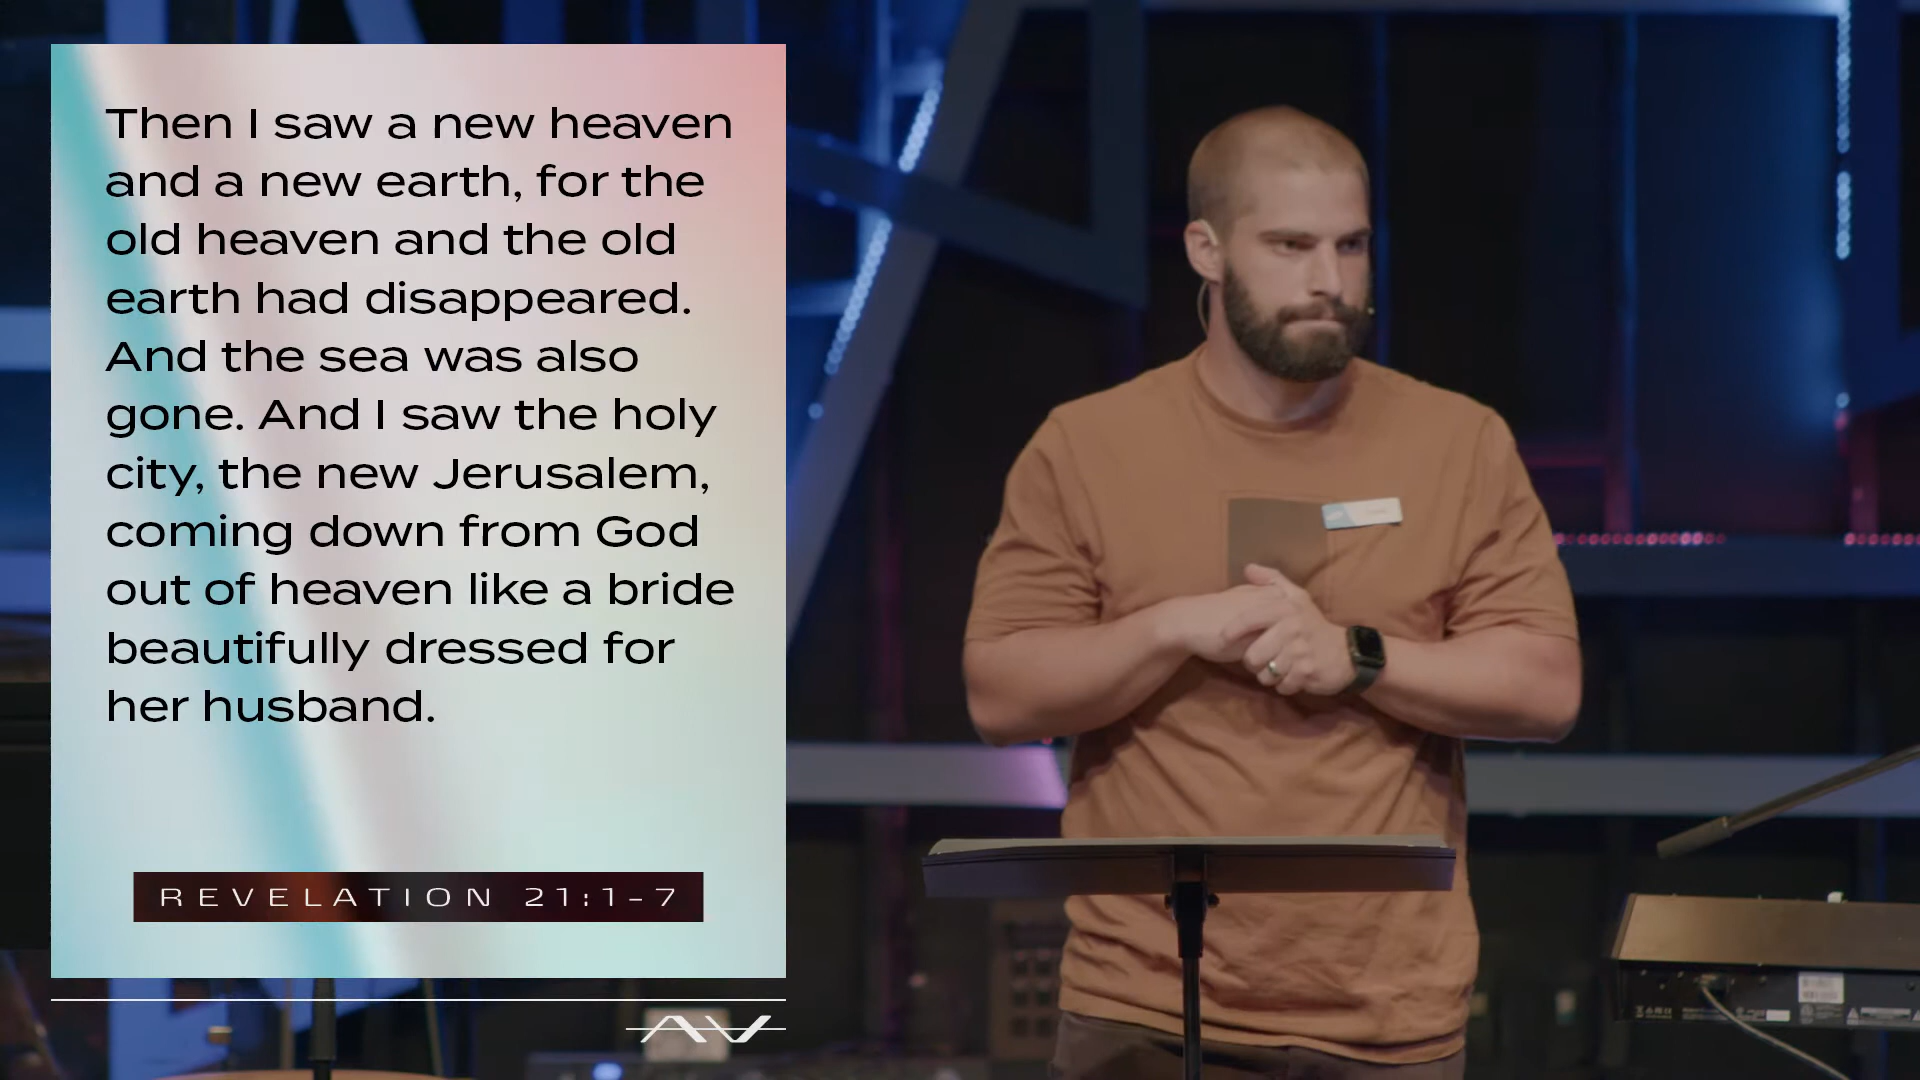 Then I saw a new heaven
and a new earth, for the
old heaven and the old
earth had disappeared.
And the sea was also
gone. And I saw the holy
city, the new Jerusalem,
coming down from God
out of heaven like a bride
beautifully dressed for
her husband.
REVELATION 21:1-7